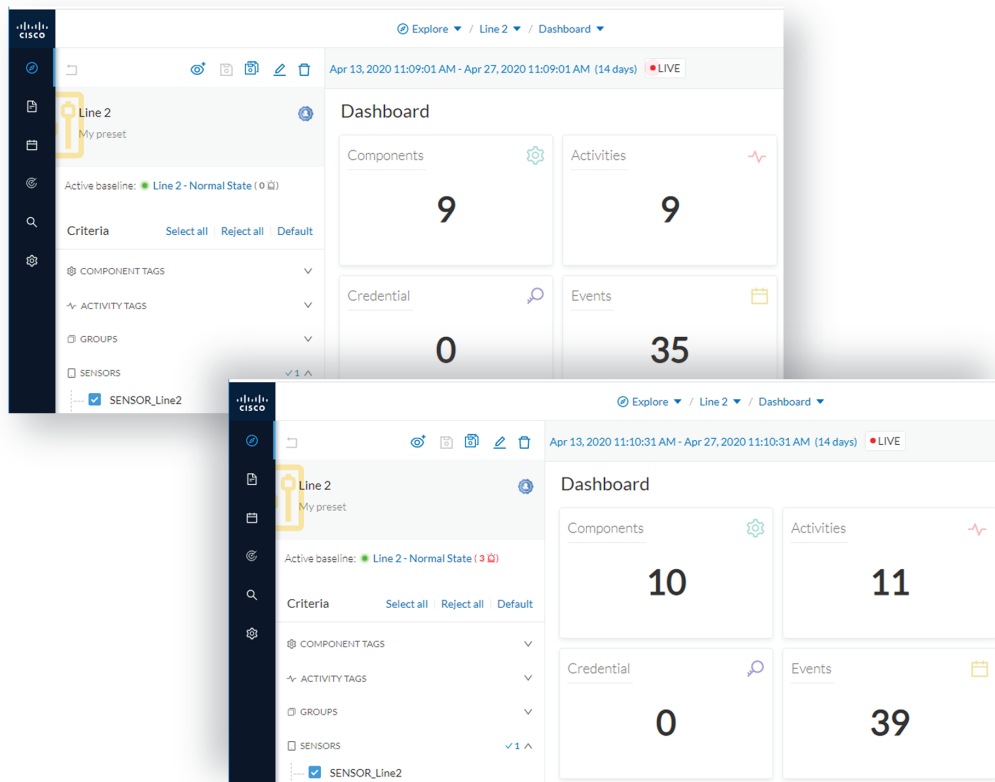 cisco
Explore / Line 2 / Dashboard
Apr 13, 2020 11:09:01 AM - Apr 27, 2020 11:09:01 AM (14 days) LIVE
Line 2
My preset
Active baseline: Line 2 - Normal State ( 0 )
Criteria Select all Reject all Default
COMPONENT TAGS
ACTIVITY TAGS
GROUPS
SENSORS 1
SENSOR_Line2
Dashboard
Components
9
Activities
9
Credential
0
Events
35
cisco
Explore / Line 2 / Dashboard
Apr 13, 2020 11:10:31 AM - Apr 27, 2020 11:10:31 AM (14 days) LIVE
Line 2
My preset
Active baseline: Line 2 - Normal State ( 3 )
Criteria Select all Reject all Default
COMPONENT TAGS
ACTIVITY TAGS
GROUPS
SENSORS 1
SENSOR_Line2
Dashboard
Components
10
Activities
11
Credential
0
Events
39